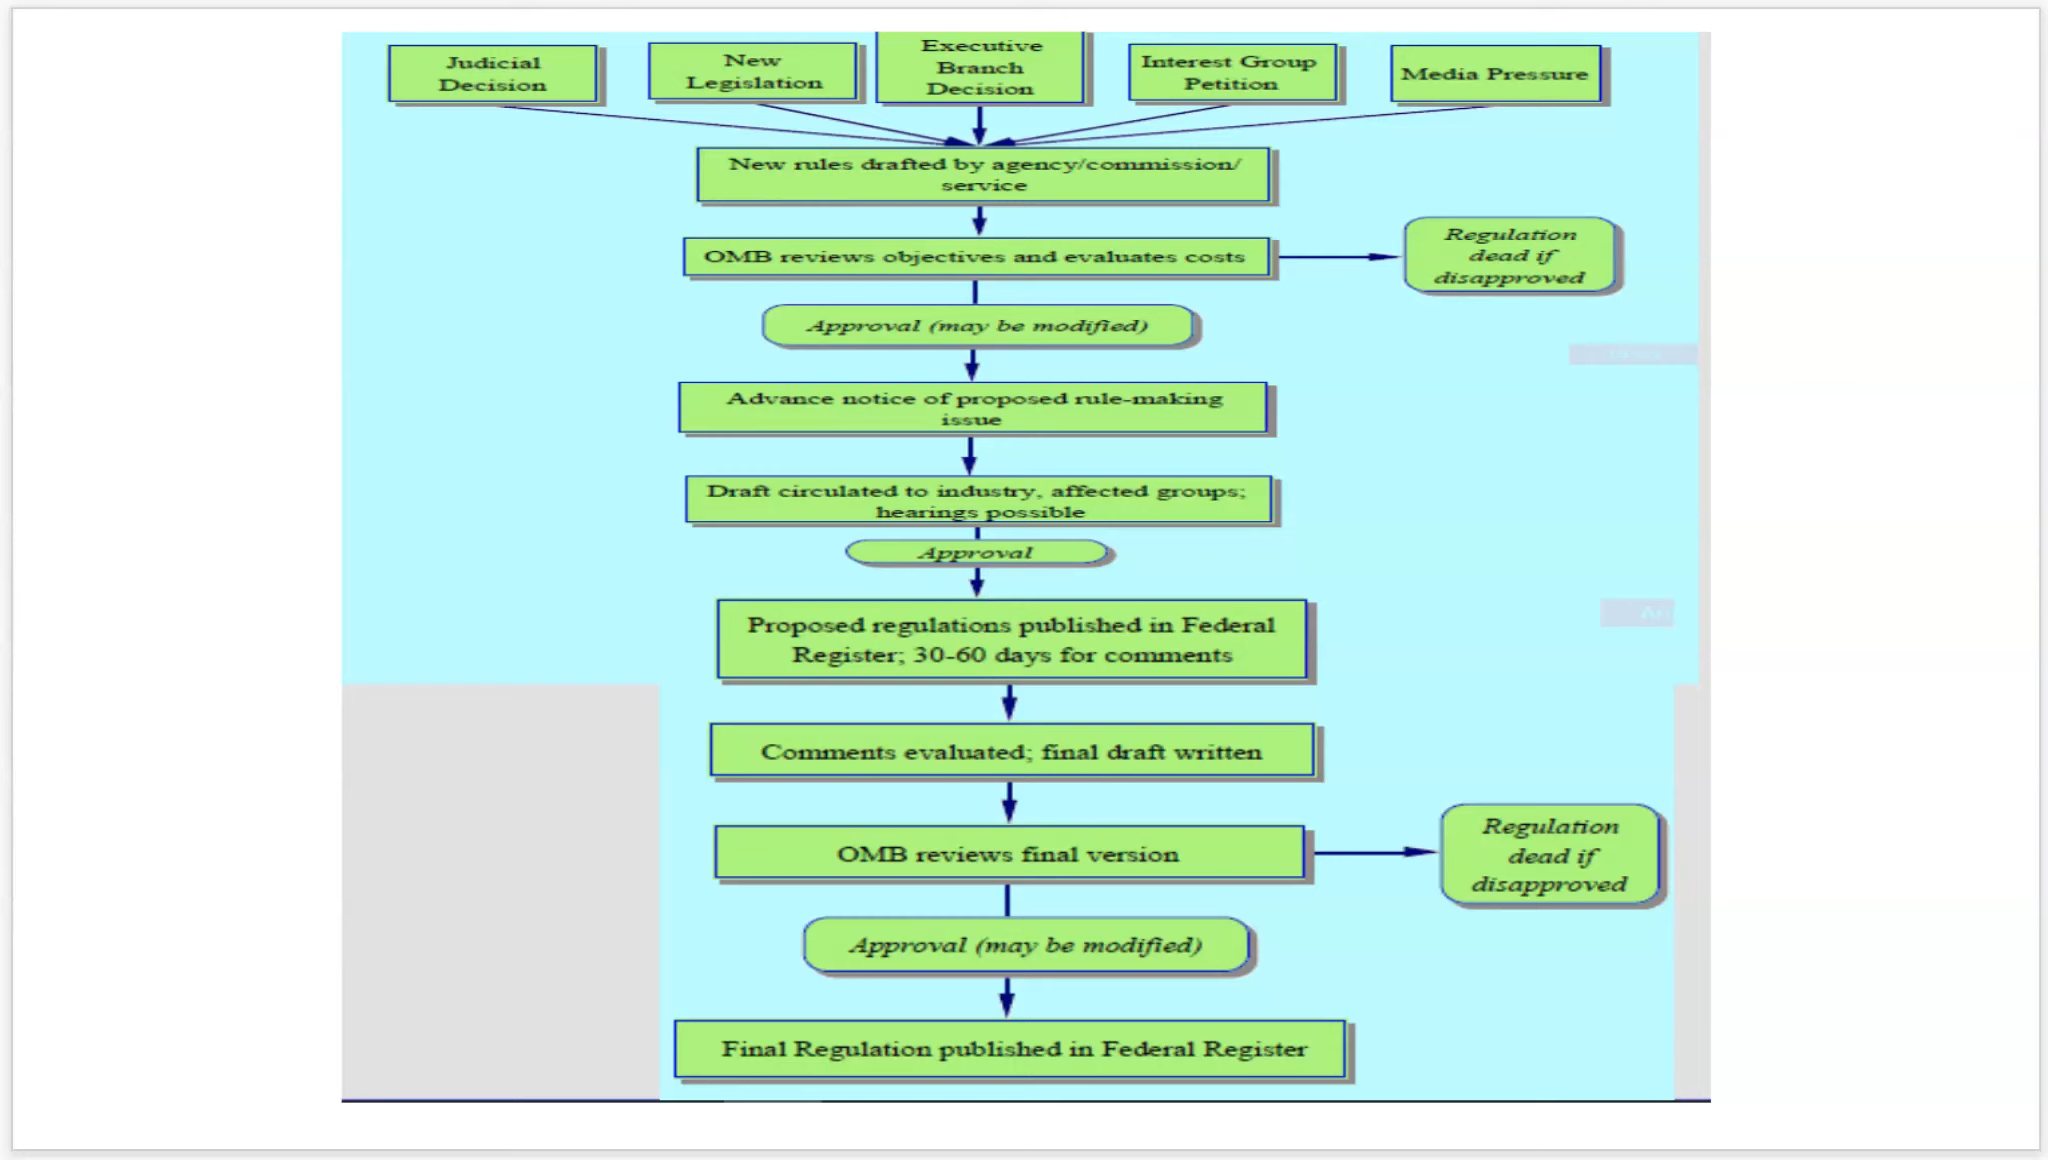 Judicial
Decision
New
Legislation
Executive
Branch
Decision
Interest Group
Petition
Media Pressure
New rules drafted by agency/commission/
service
OMB reviews objectives and evaluates costs
Regulation
dead if
disapproved
Approval (may be modified)
Advance notice of proposed rule-making
issue
Draft circulated to industry, affected groups;
hearings possible
Approval
Proposed regulations published in Federal
Register; 30-60 days for comments
Comments evaluated; final draft written
OMB reviews final version
Regulation
dead if
disapproved
Approval (may be modified)
Final Regulation published in Federal Register